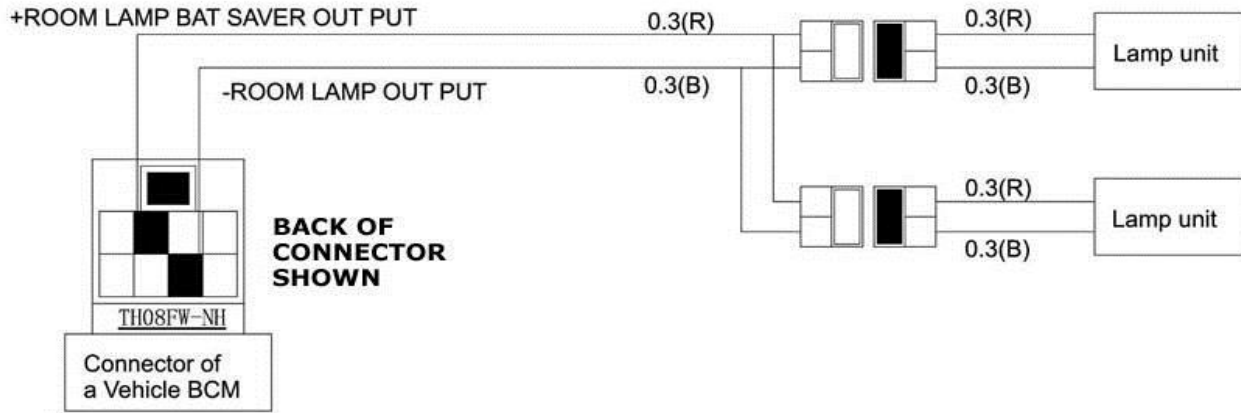 +ROOM LAMP BAT SAVER OUT PUT
0.3(R)
0.3(R)
Lamp unit
-ROOM LAMP OUT PUT
0.3(B)
0.3(B)
0.3(R)
Lamp unit
0.3(B)
BACK OF
CONNECTOR
SHOWN
TH08FW-NH
Connector of
a Vehicle BCM